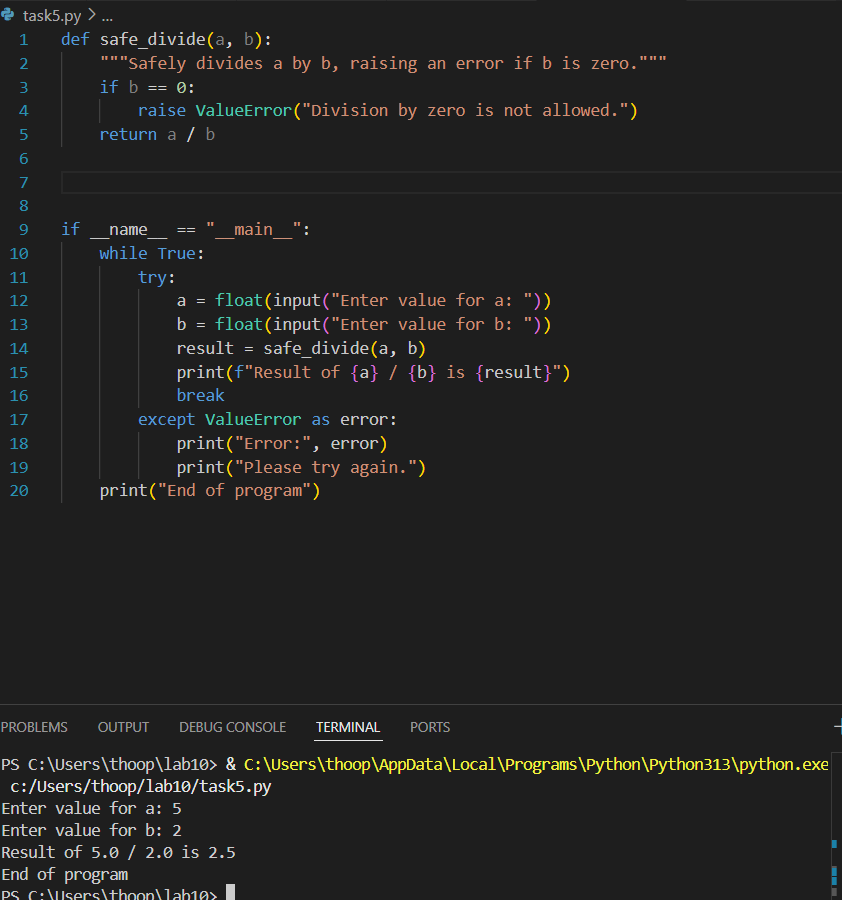 task5.py > ...
1 def safe_divide(a, b):
2     """Safely divides a by b, raising an error if b is zero."""
3     if b == 0:
4         raise ValueError("Division by zero is not allowed.")
5     return a / b
6
7
8
9 if __name__ == "__main__":
10     while True:
11         try:
12             a = float(input("Enter value for a: "))
13             b = float(input("Enter value for b: "))
14             result = safe_divide(a, b)
15             print(f"Result of {a} / {b} is {result}")
16             break
17         except ValueError as error:
18             print("Error:", error)
19             print("Please try again.")
20     print("End of program")
PROBLEMS OUTPUT DEBUG CONSOLE TERMINAL PORTS
PS C:\Users\thoop\lab10> & C:\Users\thoop\AppData\Local\Programs\Python\Python313\python.exe
 c:/Users/thoop/lab10/task5.py
Enter value for a: 5
Enter value for b: 2
Result of 5.0 / 2.0 is 2.5
End of program
PS C:\Users\thoop\lab10>